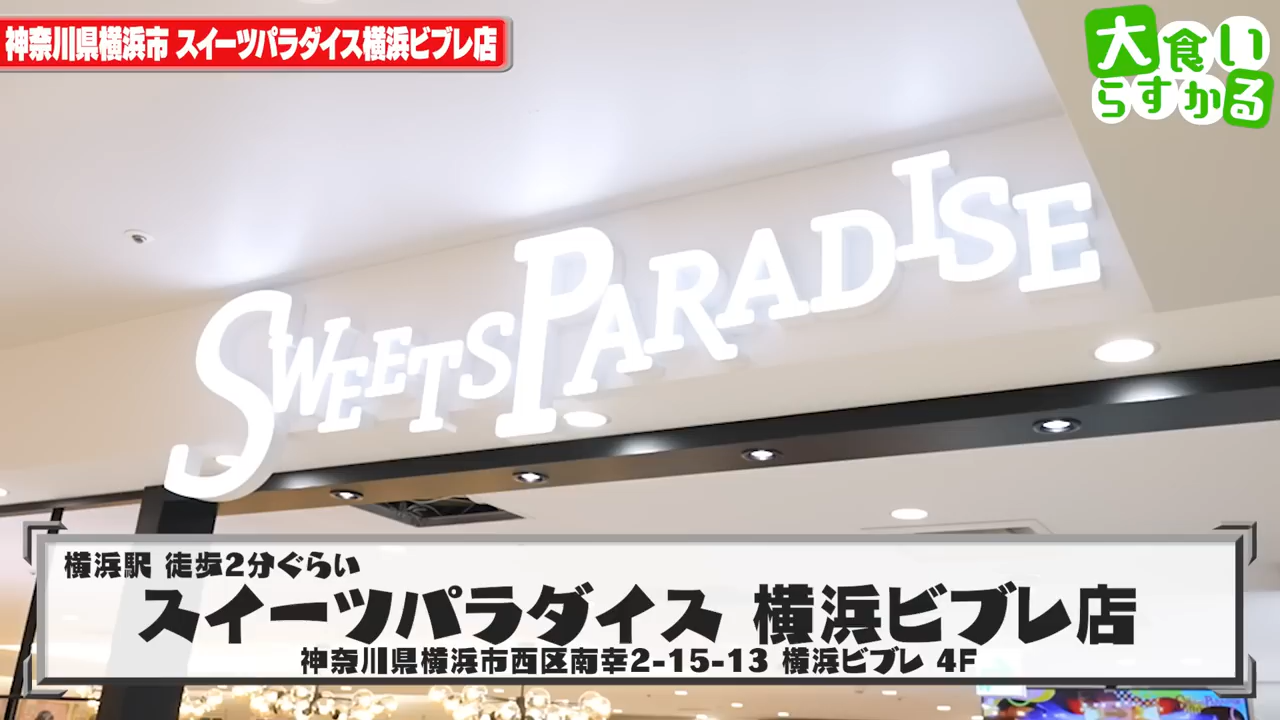 神奈川県横浜市 スイーツパラダイス横浜ビブレ店
大食い
らすかる
SWEETSPARADISE
横浜駅 徒歩2分ぐらい
スイーツパラダイス 横浜ビブレ店
神奈川県横浜市西区南幸2-15-13 横浜ビブレ 4F